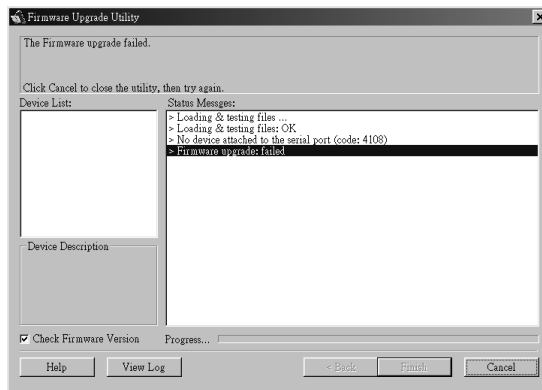 Firmware Upgrade Utility
The Firmware upgrade failed.
Click Cancel to close the utility, then try again.
Device List:
Status Messges:
> Loading & testing files ...
> Loading & testing files: OK
> No device attached to the serial port (code: 4108)
> Firmware upgrade: failed
Device Description
Check Firmware Version
Progress...
Help
View Log
< Back
Finish
Cancel